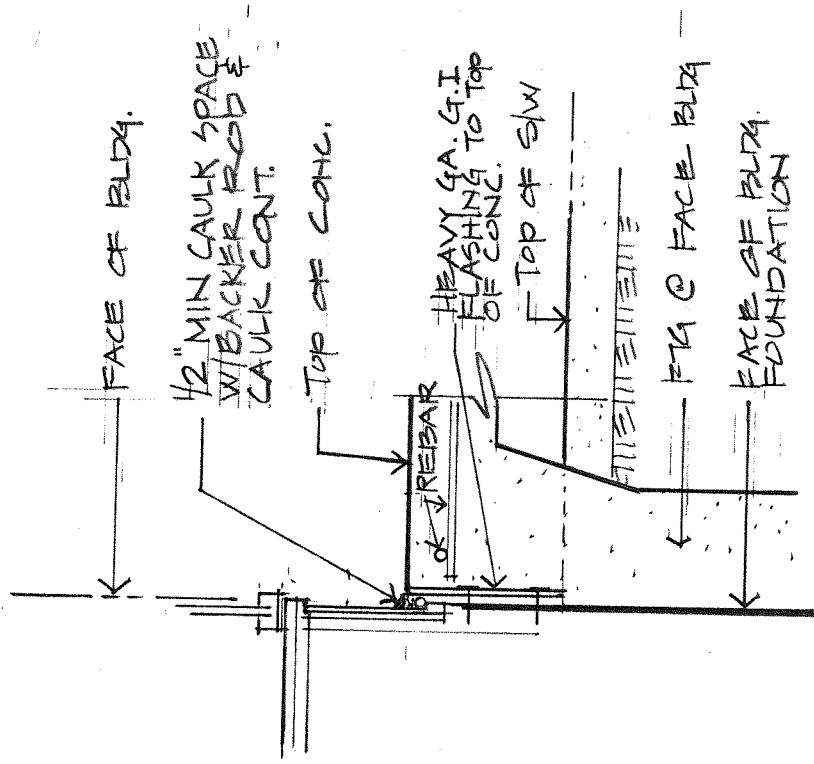 FACE OF BLDG.
1/2" MIN CAULK SPACE
W/BACKER ROD &
CAULK CONT.
TOP OF CONC.
REBAR
HEAVY GA. G.I
FLASHING TO TOP
OF CONC.
TOP OF S/W
FTG @ FACE BLDG
FACE OF BLDG.
FOUNDATION